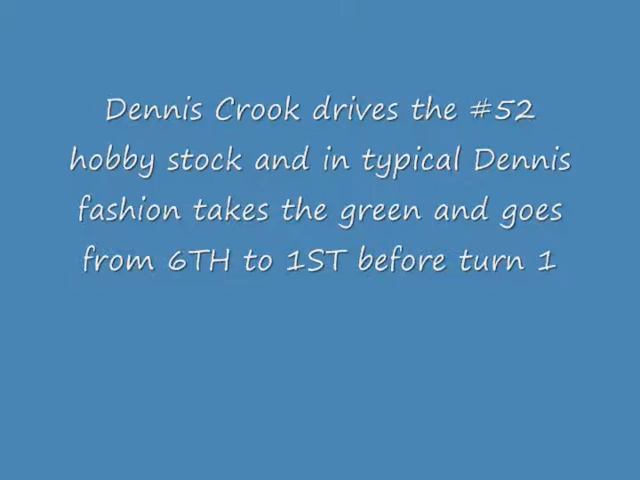 Dennis Crook drives the #52
hobby stock and in typical Dennis
fashion takes the green and goes
from 6TH to 1ST before turn 1